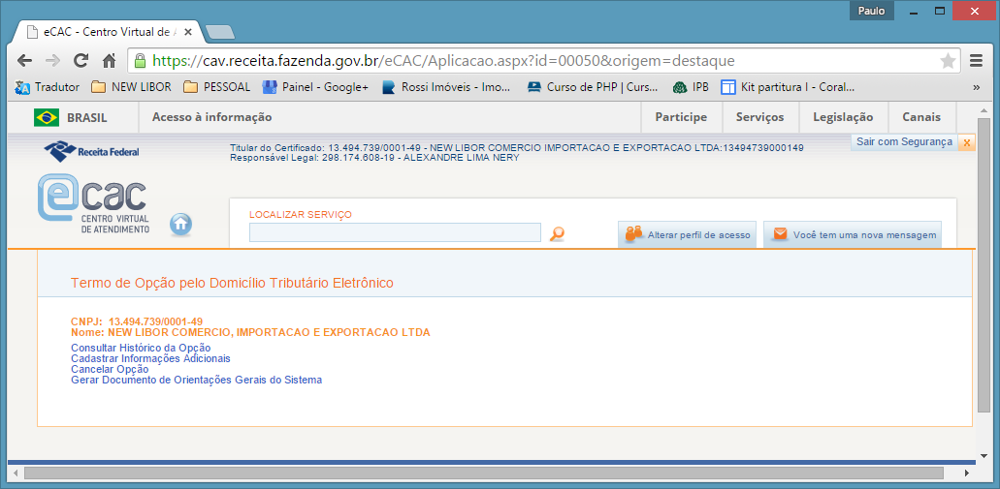 Paulo
eCAC - Centro Virtual de A
https://cav.receita.fazenda.gov.br/eCAC/Aplicacao.aspx?id=00050&origem=destaque
Tradutor NEW LIBOR PESSOAL Painel - Google+ Rossi Imóveis - Imo... Curso de PHP | Curs... IPB Kit partitura I - Coral... »
BRASIL Acesso à informação Participe Serviços Legislação Canais
Receita Federal
Titular do Certificado: 13.494.739/0001-49 - NEW LIBOR COMERCIO IMPORTACAO E EXPORTACAO LTDA:13494739000149
Responsável Legal: 298.174.608-19 - ALEXANDRE LIMA NERY
Sair com Segurança x
eCAC
CENTRO VIRTUAL
DE ATENDIMENTO
LOCALIZAR SERVIÇO
Alterar perfil de acesso Você tem uma nova mensagem
Termo de Opção pelo Domicílio Tributário Eletrônico
CNPJ: 13.494.739/0001-49
Nome: NEW LIBOR COMERCIO, IMPORTACAO E EXPORTACAO LTDA
Consultar Histórico da Opção
Cadastrar Informações Adicionais
Cancelar Opção
Gerar Documento de Orientações Gerais do Sistema